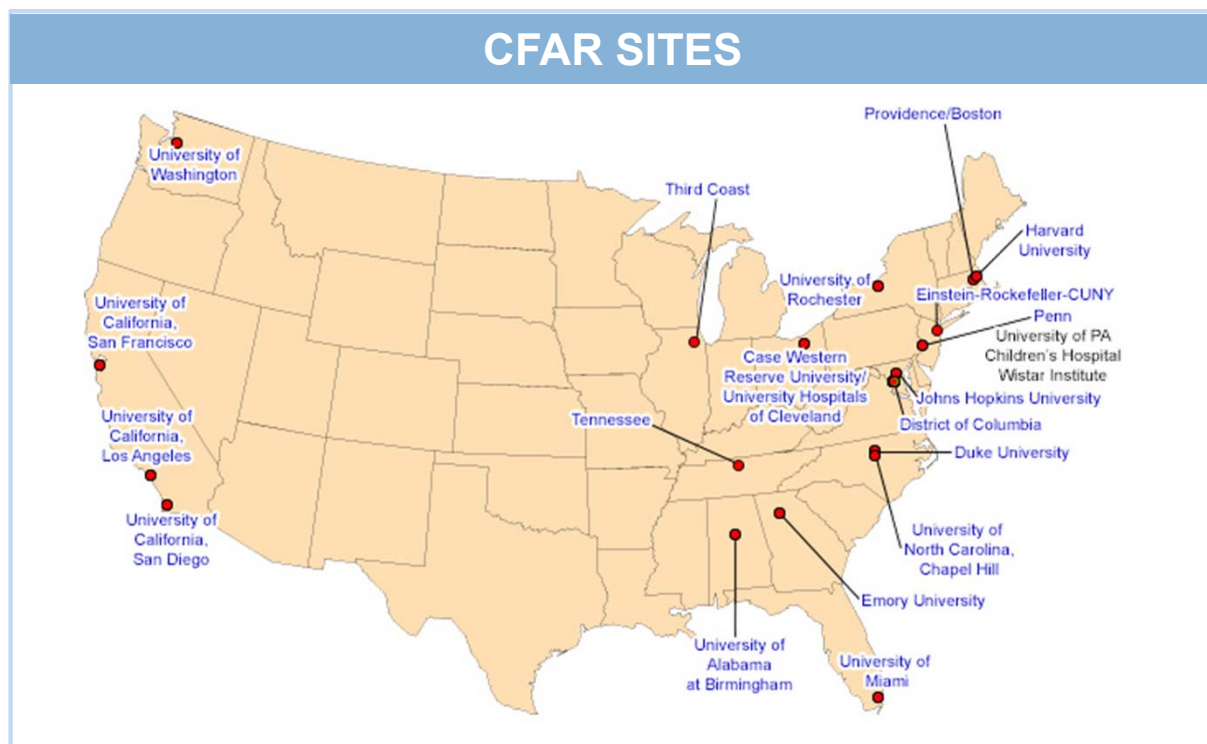 CFAR SITES
Providence/Boston
University of
Washington
Third Coast
Harvard
University
University of
Rochester
Einstein-Rockefeller-CUNY
University of
California,
San Francisco
Penn
University of PA
Children's Hospital
Wistar Institute
Case Western
Reserve University/
University Hospitals
of Cleveland
Johns Hopkins University
University of
California,
Los Angeles
Tennessee
District of Columbia
Duke University
University of
California,
San Diego
University of
North Carolina,
Chapel Hill
Emory University
University of
Alabama
at Birmingham
University of
Miami